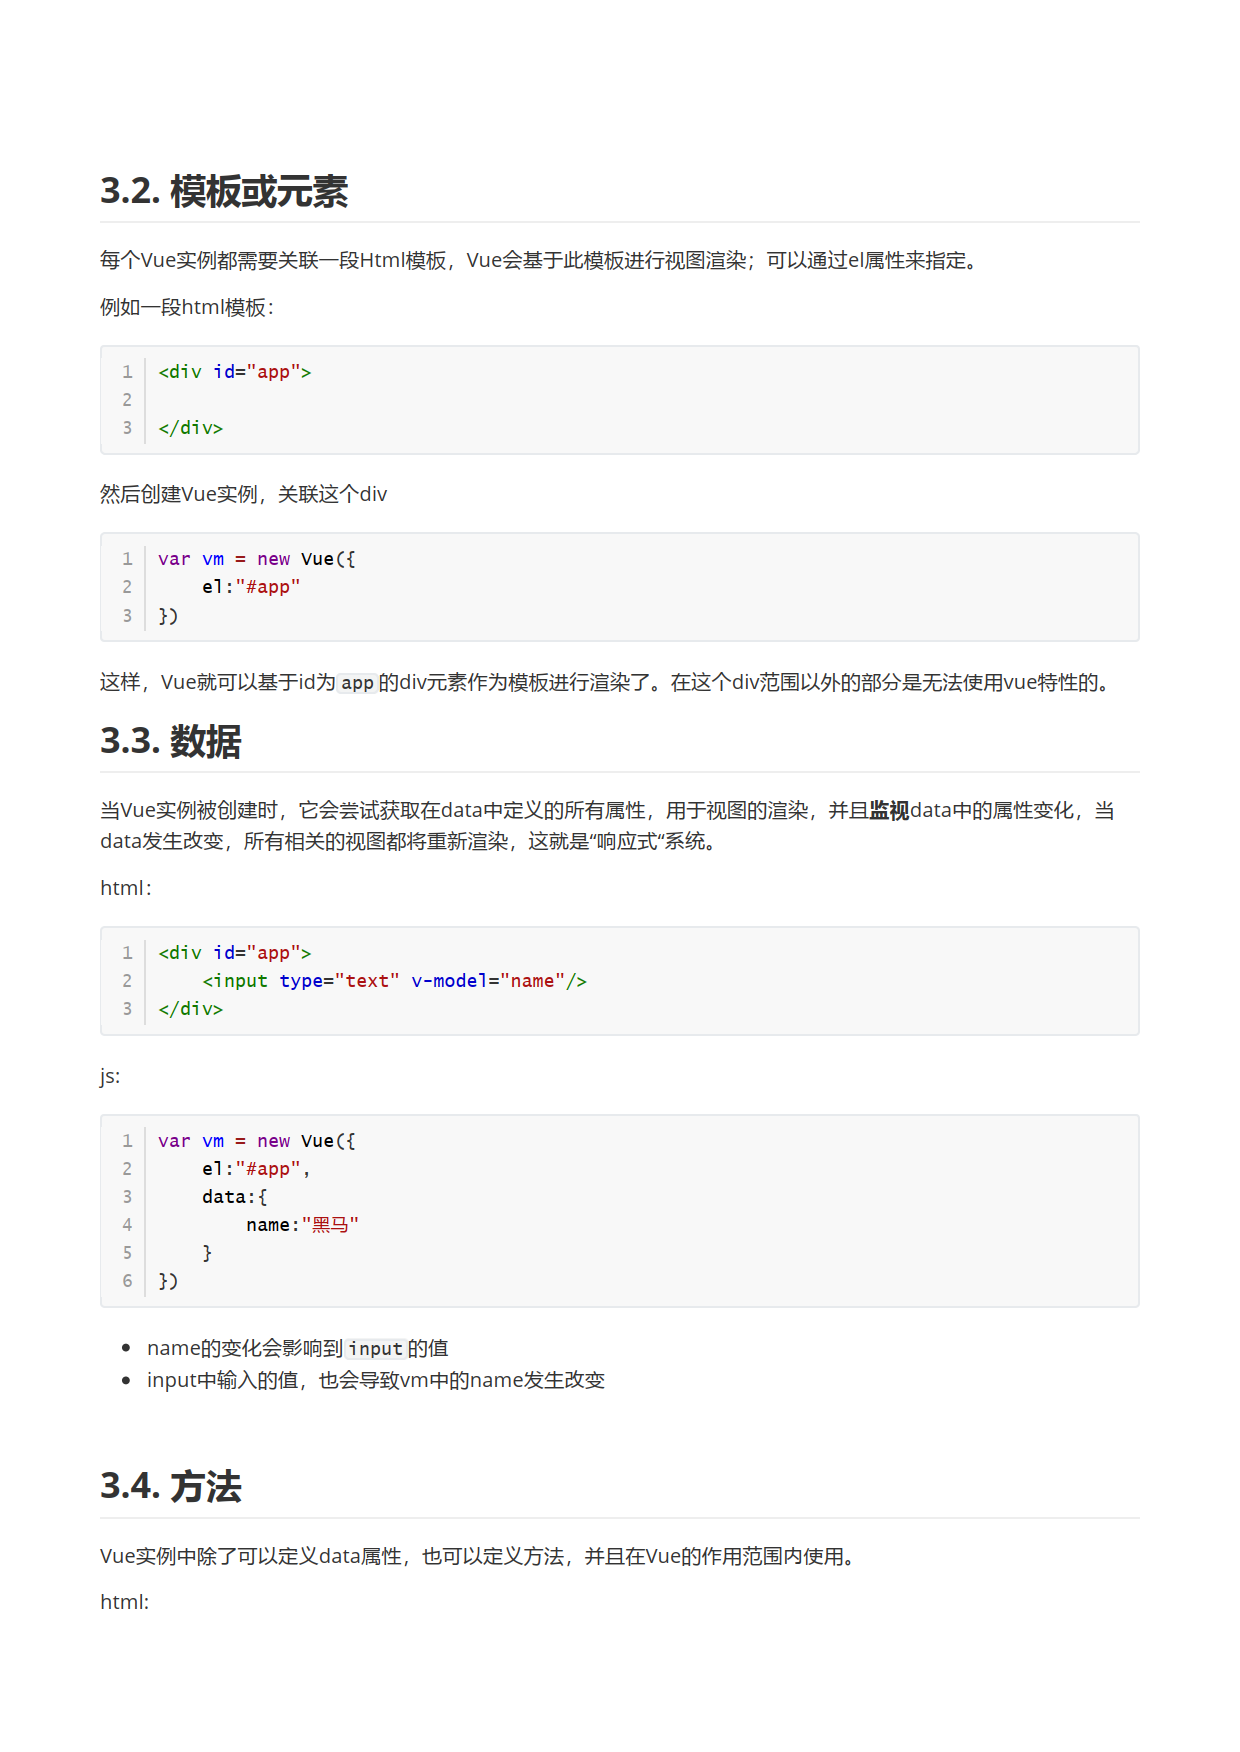 3.2. 模板或元素
每个Vue实例都需要关联一段Html模板，Vue会基于此模板进行视图渲染；可以通过el属性来指定。
例如一段html模板：
1 <div id="app">
2
3 </div>
然后创建Vue实例，关联这个div
1 var vm = new Vue({
2     el:"#app"
3 })
这样，Vue就可以基于id为app的div元素作为模板进行渲染了。在这个div范围以外的部分是无法使用vue特性的。
3.3. 数据
当Vue实例被创建时，它会尝试获取在data中定义的所有属性，用于视图的渲染，并且监视data中的属性变化，当
data发生改变，所有相关的视图都将重新渲染，这就是“响应式“系统。
html：
1 <div id="app">
2     <input type="text" v-model="name"/>
3 </div>
js:
1 var vm = new Vue({
2     el:"#app",
3     data:{
4         name:"黑马"
5     }
6 })
• name的变化会影响到input的值
• input中输入的值，也会导致vm中的name发生改变
3.4. 方法
Vue实例中除了可以定义data属性，也可以定义方法，并且在Vue的作用范围内使用。
html: